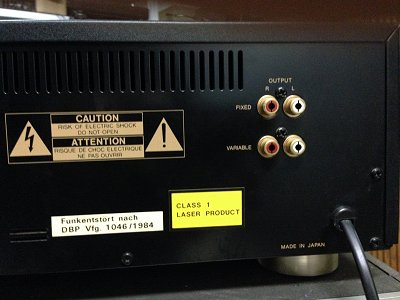 OUTPUT
R L
FIXED
CAUTION
RISK OF ELECTRIC SHOCK
DO NOT OPEN
ATTENTION
RISQUE DE CHOC ELECTRIQUE
NE PAS OUVRIR
VARIABLE
CLASS 1
LASER PRODUCT
Funkentstort nach
DBP Vfg. 1046/1984
MADE IN JAPAN